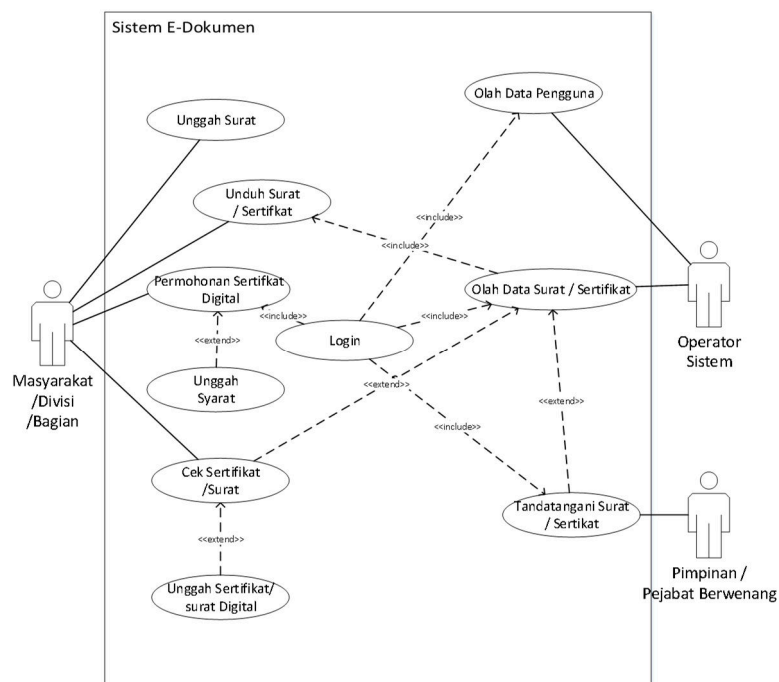 Sistem E-Dokumen
Olah Data Pengguna
Unggah Surat
Unduh Surat
/ Sertifkat
<<include>>
<<include>>
Permohonan Sertifkat
Digital
Olah Data Surat / Sertifikat
<<include>>
<<include>>
Login
Operator
Sistem
<<extend>>
Masyarakat
/Divisi
/Bagian
Unggah
Syarat
<<extend>>
<<extend>>
<<include>>
Cek Sertifikat
/Surat
Tandatangani Surat
/ Sertikat
<<extend>>
Pimpinan /
Pejabat Berwenang
Unggah Sertifikat/
surat Digital